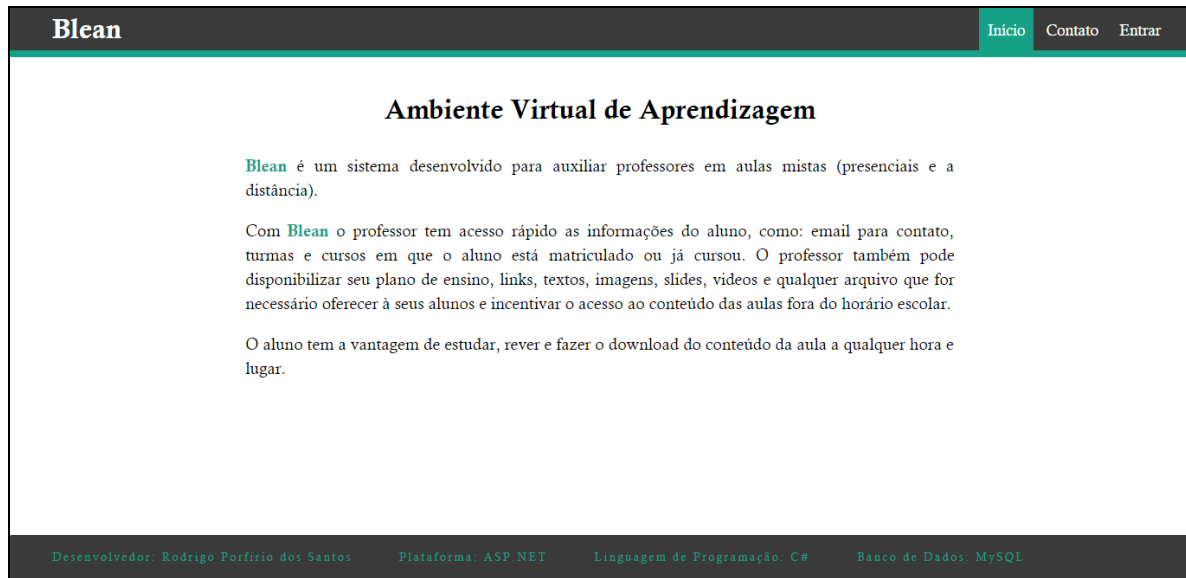 Blean
Início Contato Entrar
Ambiente Virtual de Aprendizagem
Blean é um sistema desenvolvido para auxiliar professores em aulas mistas (presenciais e a
distância).
Com Blean o professor tem acesso rápido as informações do aluno, como: email para contato,
turmas e cursos em que o aluno está matriculado ou já cursou. O professor também pode
disponibilizar seu plano de ensino, links, textos, imagens, slides, videos e qualquer arquivo que for
necessário oferecer à seus alunos e incentivar o acesso ao conteúdo das aulas fora do horário escolar.
O aluno tem a vantagem de estudar, rever e fazer o download do conteúdo da aula a qualquer hora e
lugar.
Desenvolvedor: Rodrigo Porfirio dos Santos Plataforma: ASP.NET Linguagem de Programação: C# Banco de Dados: MySQL